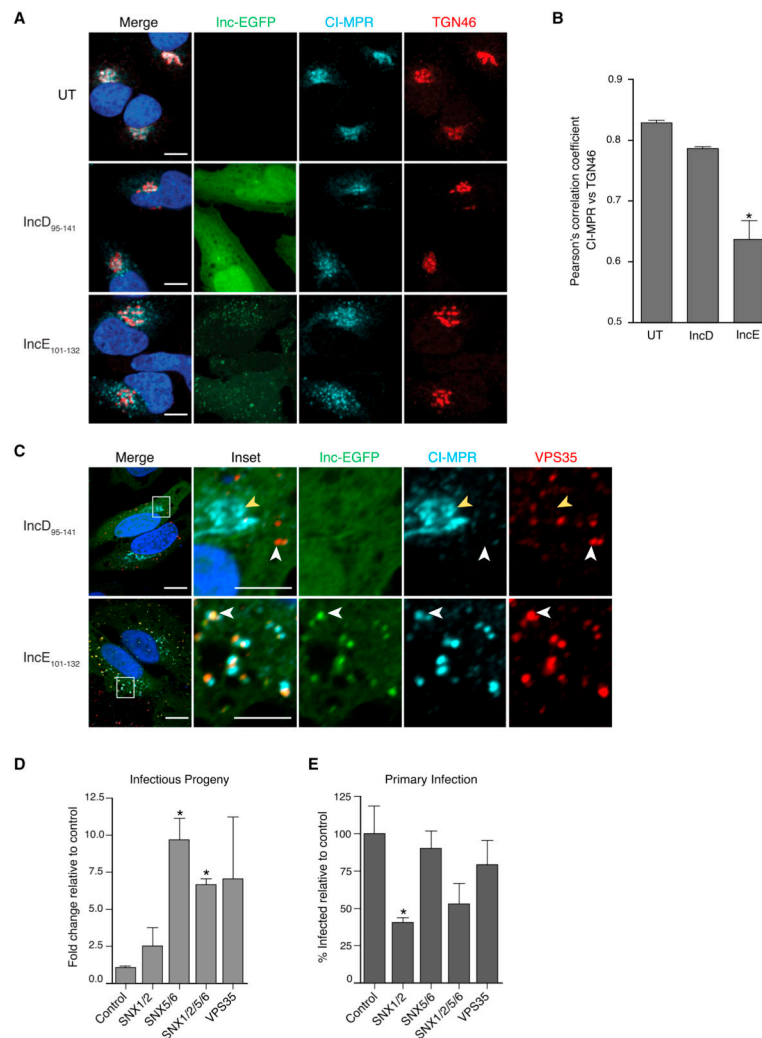 A
B
Merge
Inc-EGFP
CI-MPR
TGN46
UT
IncD95-141
IncE101-132
Pearson's correlation coefficient
CI-MPR vs TGN46
0.9
0.8
0.7
0.6
0.5
*
UT
IncD
IncE
C
Merge
Inset
Inc-EGFP
CI-MPR
VPS35
IncD95-141
IncE101-132
D
Infectious Progeny
Fold change relative to control
12.5
10.0
7.5
5.0
2.5
0.0
*
*
Control
SNX1/2
SNX5/6
SNX1/2/5/6
VPS35
E
Primary Infection
% Infected relative to control
125
100
75
50
25
0
*
Control
SNX1/2
SNX5/6
SNX1/2/5/6
VPS35